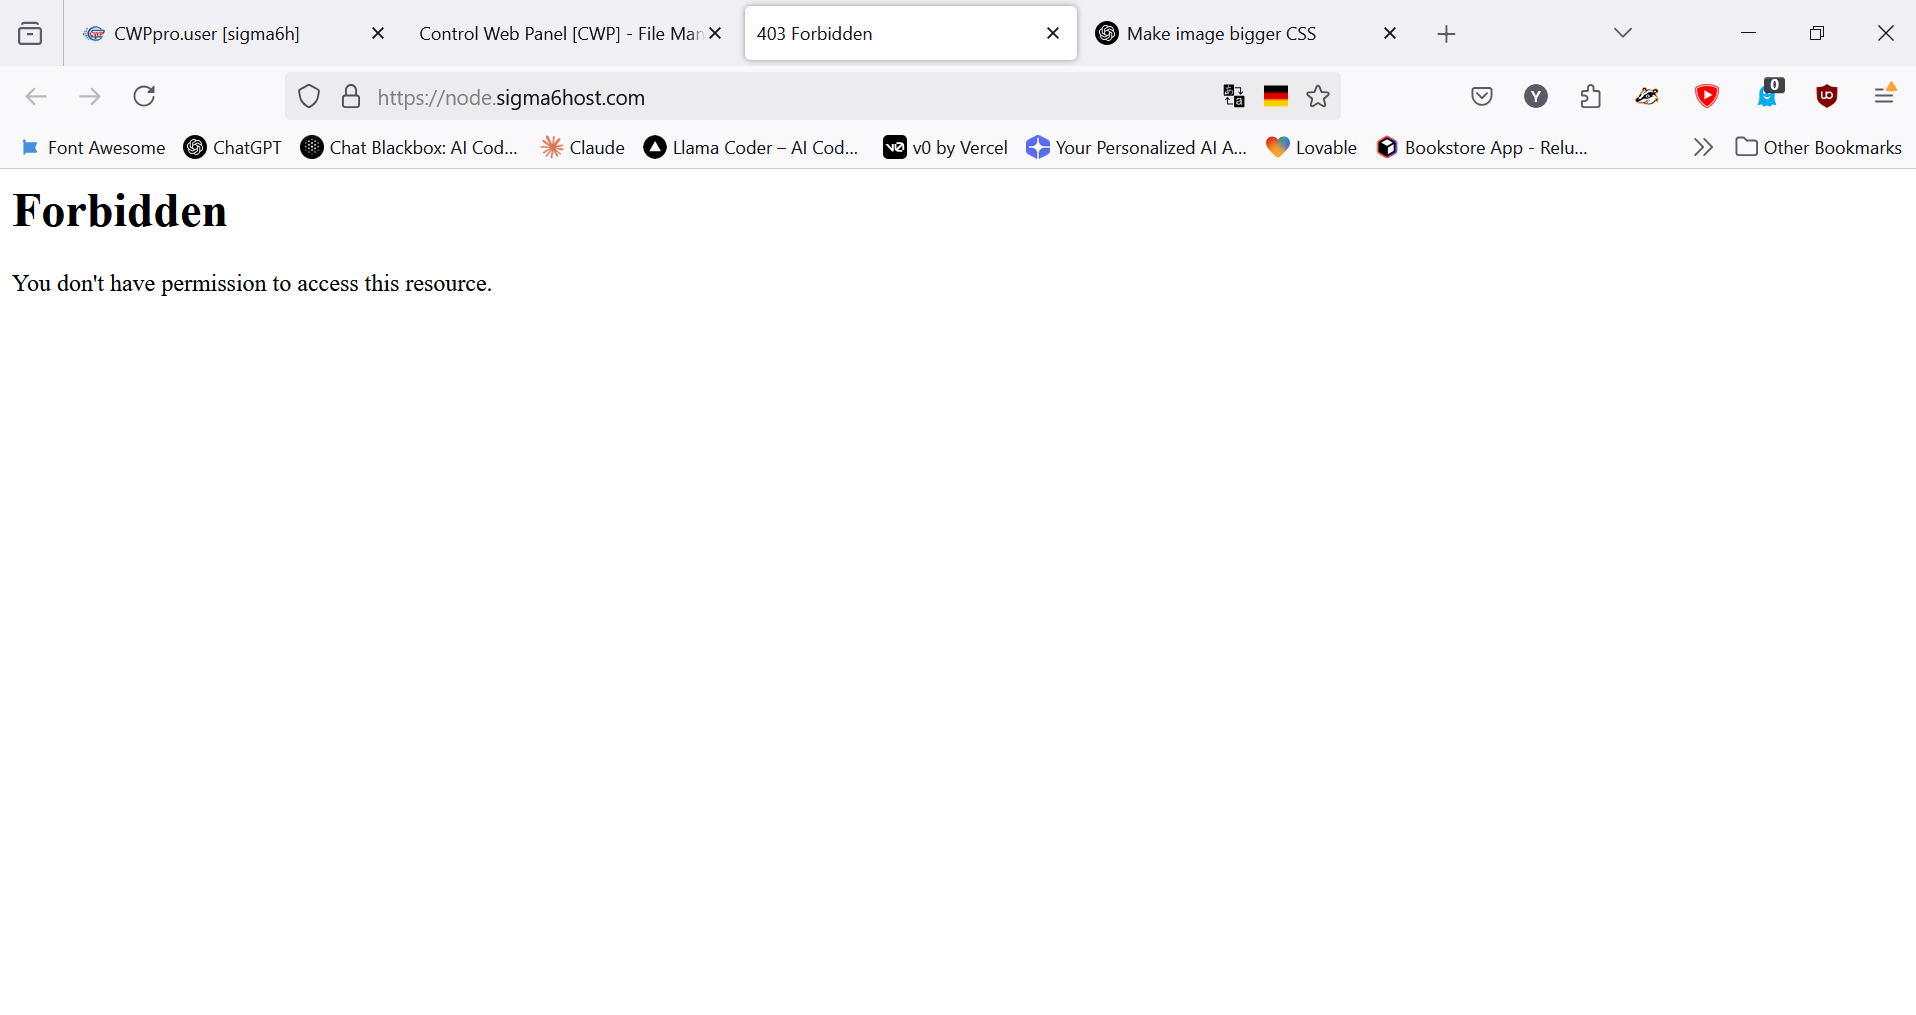 CWPpro.user [sigma6h]
Control Web Panel [CWP] - File Man
403 Forbidden
Make image bigger CSS
https://node.sigma6host.com
Y
0
Font Awesome
ChatGPT
Chat Blackbox: AI Cod...
Claude
Llama Coder – AI Cod...
v0 by Vercel
Your Personalized AI A...
Lovable
Bookstore App - Relu...
Other Bookmarks
Forbidden
You don't have permission to access this resource.